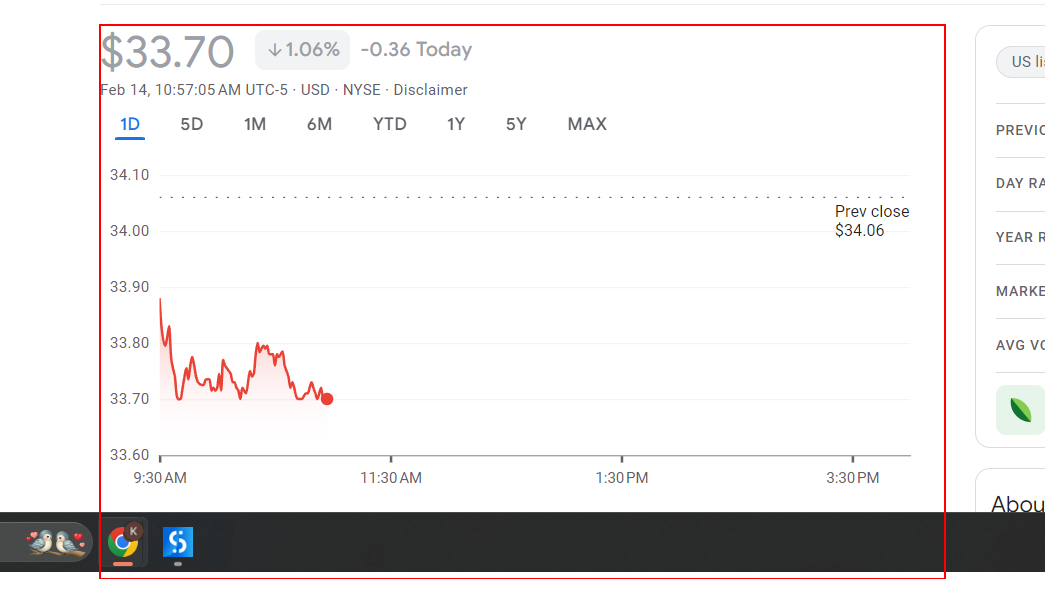 $33.70 ↓1.06% -0.36 Today
Feb 14, 10:57:05 AM UTC-5 · USD · NYSE · Disclaimer
1D 5D 1M 6M YTD 1Y 5Y MAX
34.10
34.00
33.90
33.80
33.70
33.60
Prev close
$34.06
9:30 AM 11:30 AM 1:30 PM 3:30 PM
US
PREVIO
DAY RA
YEAR R
MARKE
AVG VO
Abou
K